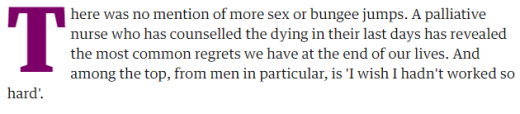 There was no mention of more sex or bungee jumps. A palliative
nurse who has counselled the dying in their last days has revealed
the most common regrets we have at the end of our lives. And
among the top, from men in particular, is 'I wish I hadn't worked so
hard'.